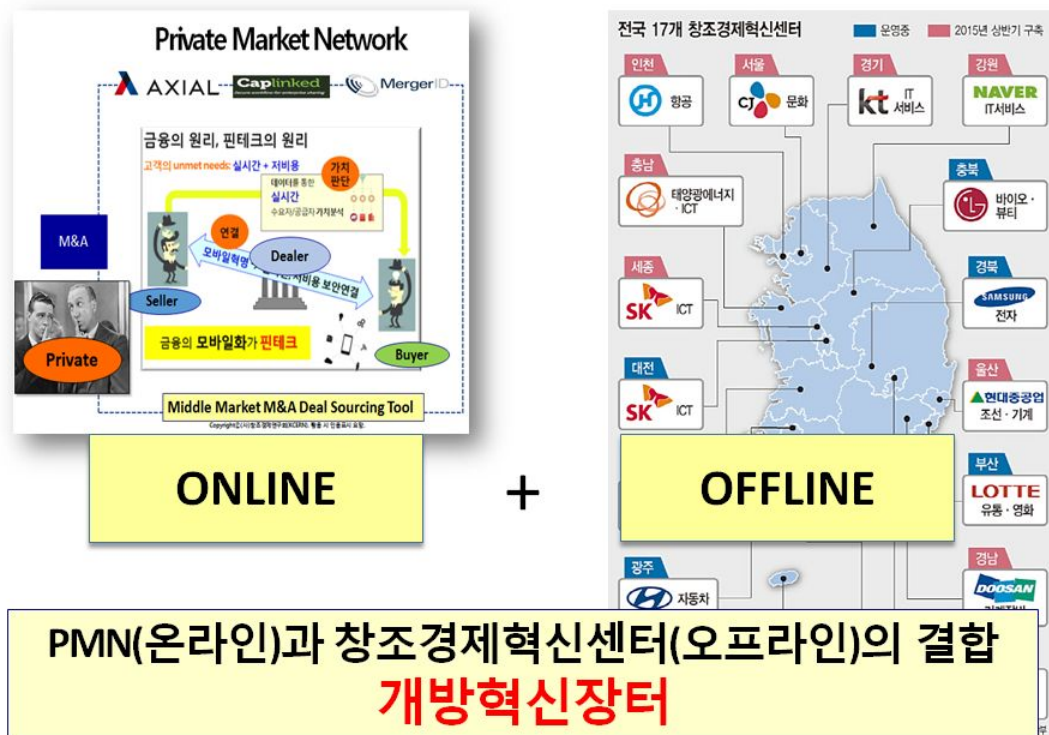 Private Market Network
AXIAL
Caplinked
MergerID
금융의 원리, 핀테크의 원리
고객의 unmet needs: 실시간 + 저비용
가치
판단
데이터를 통한
실시간
수요자/공급자 가치분석
연결
M&A
모바일혁명
Dealer
저비용 보안연결
Seller
Private
금융의 모바일화가 핀테크
Buyer
Middle Market M&A Deal Sourcing Tool
ONLINE
+
전국 17개 창조경제혁신센터
운영중
2015년 상반기 구축
인천
항공
서울
CJ 문화
경기
kt IT
서비스
강원
NAVER
IT서비스
충남
태양광에너지
· ICT
충북
LG 바이오 ·
뷰티
세종
SK ICT
경북
SAMSUNG
전자
대전
SK ICT
울산
현대중공업
조선 · 기계
OFFLINE
부산
LOTTE
유통 · 영화
광주
자동차
경남
DOOSAN
PMN(온라인)과 창조경제혁신센터(오프라인)의 결합
개방혁신장터